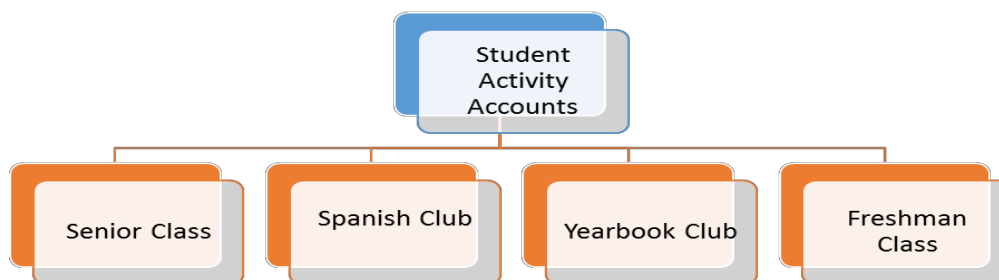 Student
Activity
Accounts
Senior Class
Spanish Club
Yearbook Club
Freshman
Class